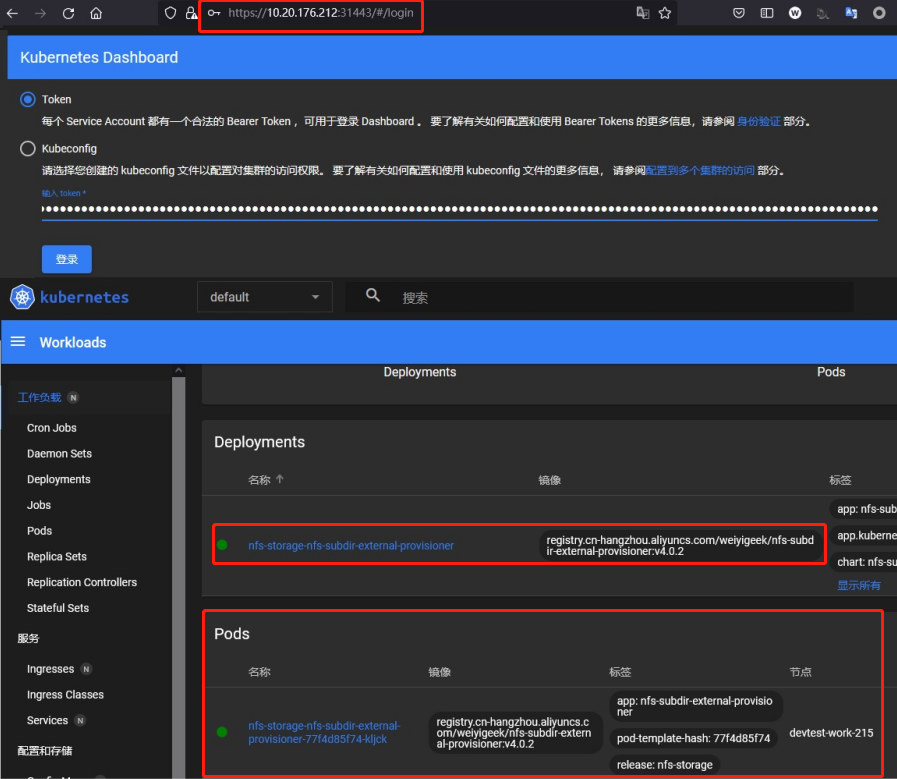 https://10.20.176.212:31443/#/login
Kubernetes Dashboard
Token
每个 Service Account 都有一个合法的 Bearer Token ，可用于登录 Dashboard 。 要了解有关如何配置和使用 Bearer Tokens 的更多信息，请参阅 身份验证 部分。
Kubeconfig
请选择您创建的 kubeconfig 文件以配置对集群的访问权限。 要了解有关如何配置和使用 kubeconfig 文件的更多信息， 请参阅配置到多个集群的访问 部分。
输入 token *
登录
kubernetes
default
搜索
Workloads
Deployments
Pods
工作负载 N
Cron Jobs
Daemon Sets
Deployments
Jobs
Pods
Replica Sets
Replication Controllers
Stateful Sets
服务
Ingresses N
Ingress Classes
Services N
配置和存储
Deployments
名称 ↑
镜像
标签
nfs-storage-nfs-subdir-external-provisioner
registry.cn-hangzhou.aliyuncs.com/weiyigeek/nfs-subd
ir-external-provisioner:v4.0.2
app: nfs-sub
app.kuberne
chart: nfs-su
显示所有
Pods
名称
镜像
标签
节点
nfs-storage-nfs-subdir-external-
provisioner-77f4d85f74-kljck
registry.cn-hangzhou.aliyuncs.c
om/weiyigeek/nfs-subdir-extern
al-provisioner:v4.0.2
app: nfs-subdir-external-provisio
ner
pod-template-hash: 77f4d85f74
release: nfs-storage
devtest-work-215